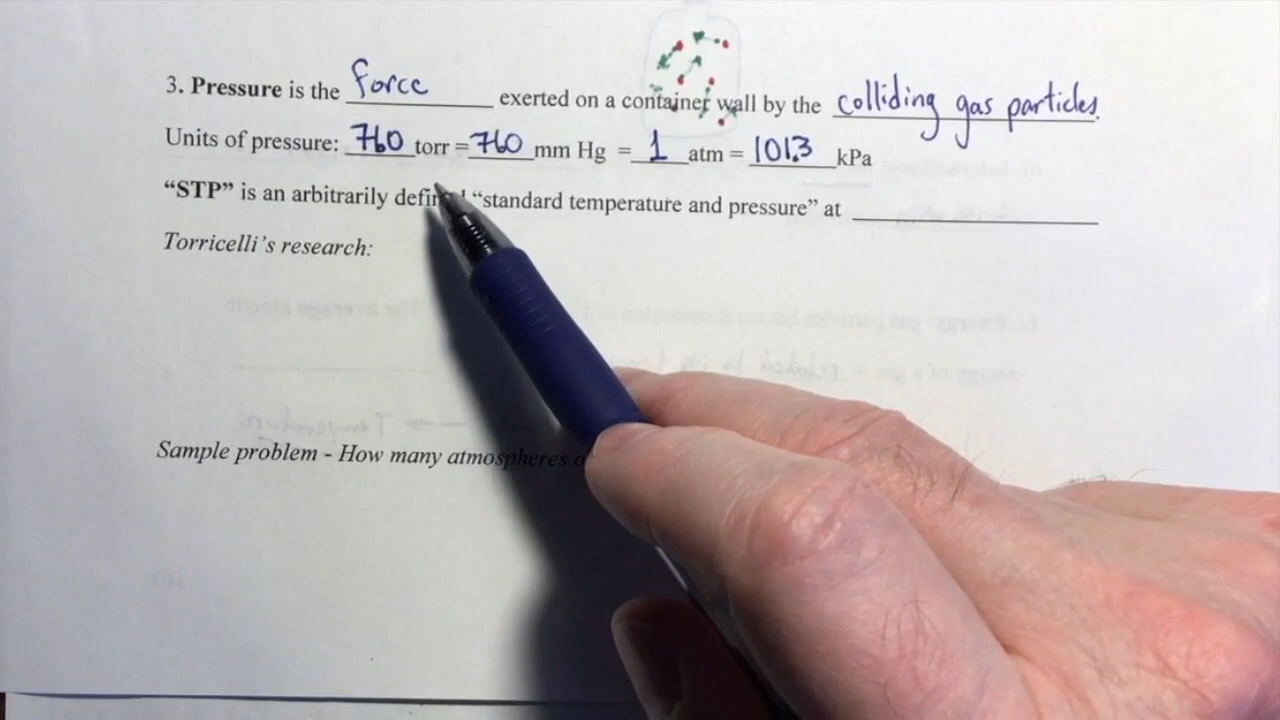 3. Pressure is the force exerted on a container wall by the colliding gas particles.
Units of pressure: 760 torr = 760 mm Hg = 1 atm = 101.3 kPa
“STP” is an arbitrarily defined “standard temperature and pressure” at
Torricelli’s research:
Sample problem - How many atmospheres